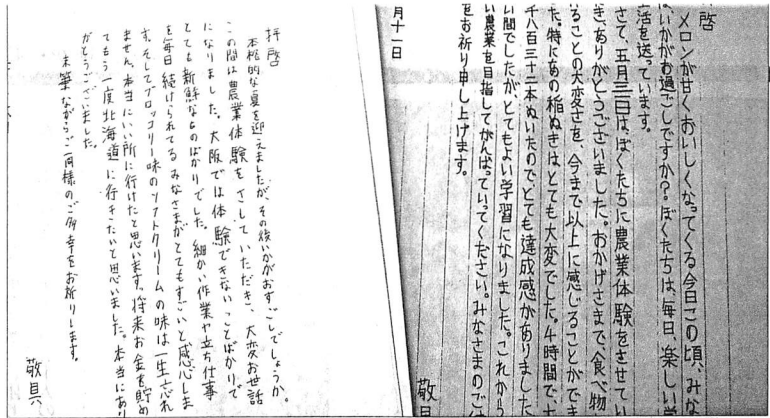 啓
メロンが甘くおいしくなってくる今日この頃、みな
いかがお過ごしですか？ぼくたちは、毎日、楽しい学
活を送っています。
さて、五月三日は、ぼくたちに農業体験をさせてい
き、ありがとうございました。おかげさまで、食べ物
ることの大変さを、今まで以上に感じることができ
た。特にあの稲ぬきはとても大変でした。4時間で、十
千八百三十二本ぬいたので、とても達成感がありました
い間でしたが、とてもよい学習になりました。これから
い農業を目指してがんばっていってください。みなさまのご
をお祈り申し上げます。
敬具
月十一日
拝啓
本格的な夏を迎えましたが、その後いかがおすごしでしょうか。
この間は農業体験をさしていただき、大変お世話
になりました。大阪では体験できないことばかりで
とても新鮮なものばかりでした。細かい作業や立ち仕事
を毎日続けられてるみなさまがとてもすごいと感心しま
す。そしてブロッコリー味のソフトクリームの味は一生忘れ
ません。本当にいい所に行けたと思います。将来お金を貯め
てもう一度北海道に行きたいと思いました。本当にあり
がとうございました。
末筆ながらご同様のご多幸をお祈りします。
敬具